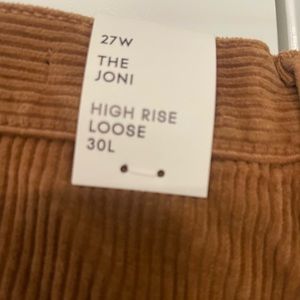 27W
THE
JONI
HIGH RISE
LOOSE
30L